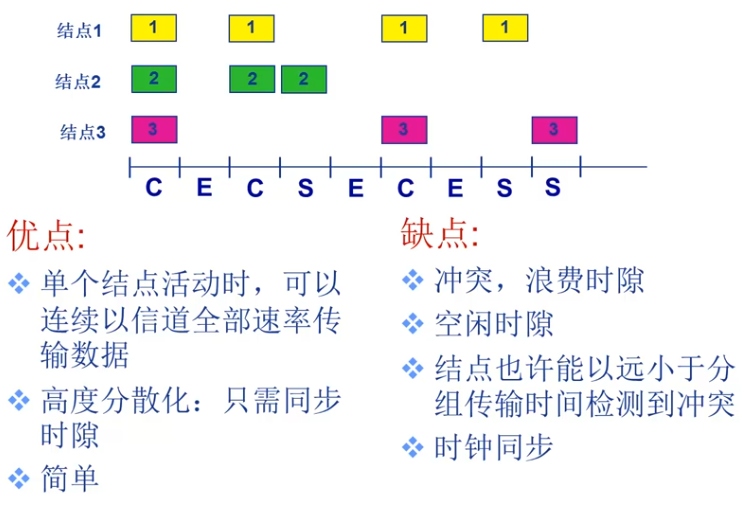 结点1 1 1 1 1
结点2 2 2 2
结点3 3 3 3
C E C S E C E S S
优点:
单个结点活动时，可以
连续以信道全部速率传
输数据
高度分散化：只需同步
时隙
简单
缺点:
冲突，浪费时隙
空闲时隙
结点也许能以远小于分
组传输时间检测到冲突
时钟同步